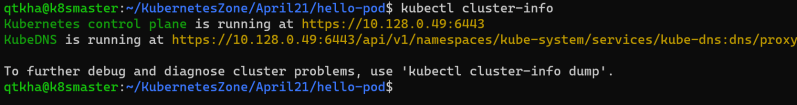 qtkha@k8smaster:~/KubernetesZone/April21/hello-pod$ kubectl cluster-info
Kubernetes control plane is running at https://10.128.0.49:6443
KubeDNS is running at https://10.128.0.49:6443/api/v1/namespaces/kube-system/services/kube-dns:dns/proxy
To further debug and diagnose cluster problems, use 'kubectl cluster-info dump'.
qtkha@k8smaster:~/KubernetesZone/April21/hello-pod$